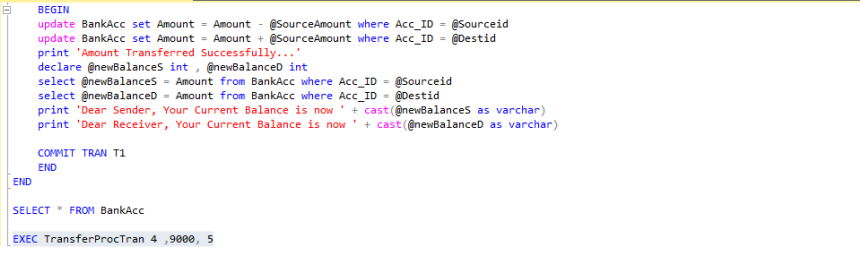 BEGIN
update BankAcc set Amount = Amount - @SourceAmount where Acc_ID = @Sourceid
update BankAcc set Amount = Amount + @SourceAmount where Acc_ID = @Destid
print 'Amount Transferred Successfully...'
declare @newBalanceS int , @newBalanceD int
select @newBalanceS = Amount from BankAcc where Acc_ID = @Sourceid
select @newBalanceD = Amount from BankAcc where Acc_ID = @Destid
print 'Dear Sender, Your Current Balance is now ' + cast(@newBalanceS as varchar)
print 'Dear Receiver, Your Current Balance is now ' + cast(@newBalanceD as varchar)
COMMIT TRAN T1
END
END
SELECT * FROM BankAcc
EXEC TransferProcTran 4 ,9000, 5